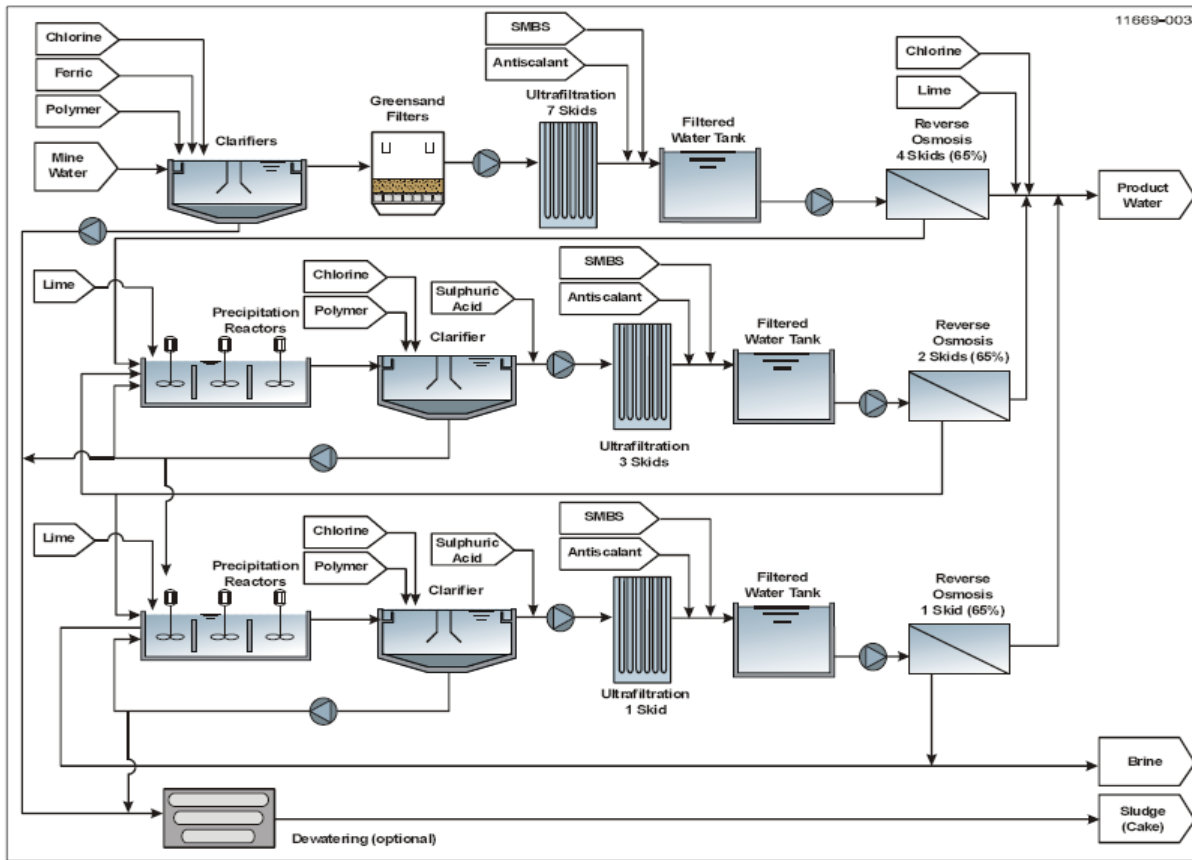 11669-003
Chlorine
Ferric
Polymer
Mine
Water
Clarifiers
Greensand
Filters
SMBS
Antiscalant
Ultrafiltration
7 Skids
Filtered
Water Tank
Chlorine
Lime
Reverse
Osmosis
4 Skids (65%)
Product
Water
Lime
Precipitation
Reactors
Chlorine
Polymer
Clarifier
Sulphuric
Acid
SMBS
Antiscalant
Ultrafiltration
3 Skids
Filtered
Water Tank
Reverse
Osmosis
2 Skids (65%)
Lime
Precipitation
Reactors
Chlorine
Polymer
Clarifier
Sulphuric
Acid
SMBS
Antiscalant
Ultrafiltration
1 Skid
Filtered
Water Tank
Reverse
Osmosis
1 Skid (65%)
Brine
Dewatering (optional)
Sludge
(Cake)